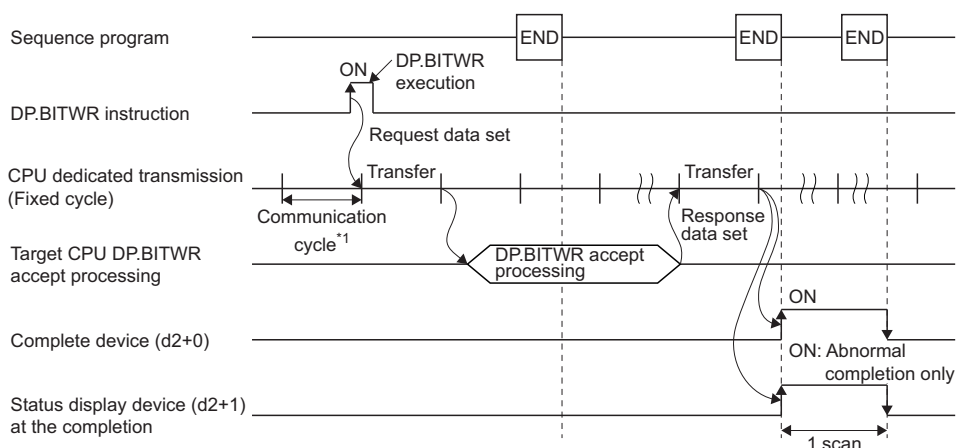 Sequence program
END
END
END
ON
DP.BITWR
execution
DP.BITWR instruction
Request data set
CPU dedicated transmission
(Fixed cycle)
Transfer
Transfer
Communication
cycle*1
Response
data set
Target CPU DP.BITWR
accept processing
DP.BITWR accept
processing
ON
Complete device (d2+0)
ON: Abnormal
completion only
Status display device (d2+1)
at the completion
1 scan